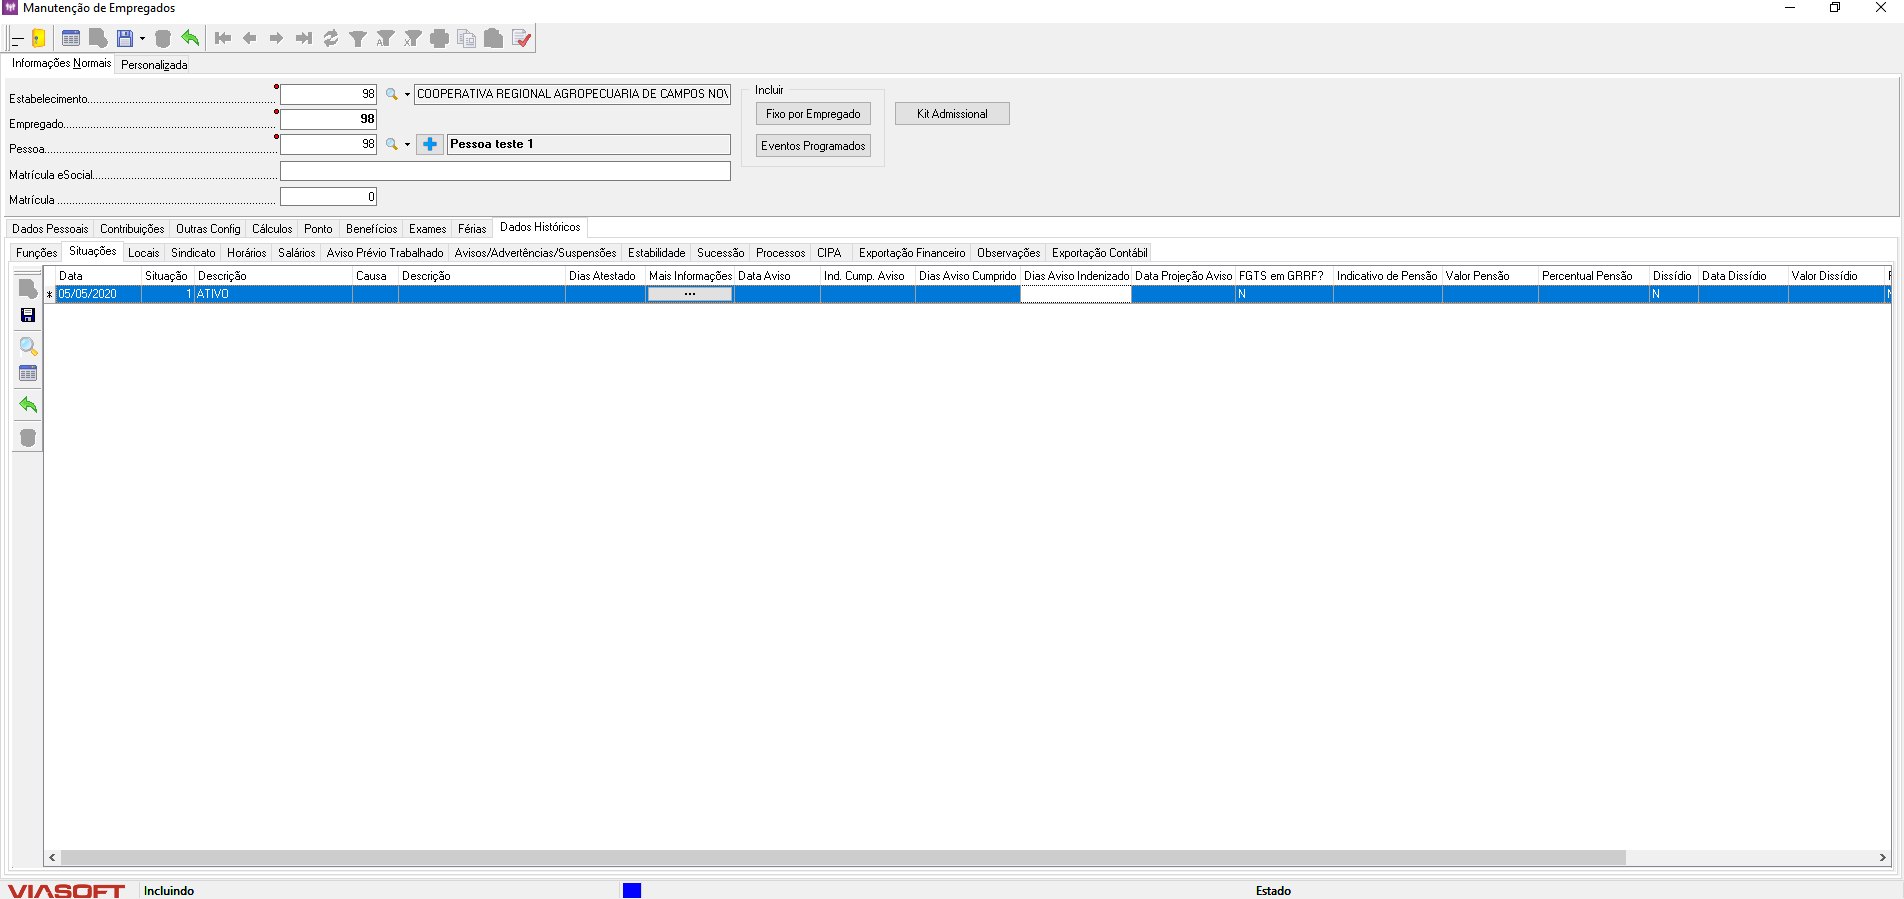 Manutenção de Empregados
Informações Normais Personalizada
Estabelecimento 98 COOPERATIVA REGIONAL AGROPECUARIA DE CAMPOS NOV
Empregado 98
Pessoa 98 Pessoa teste 1
Matrícula eSocial
Matrícula 0
Incluir
Fixo por Empregado Kit Admissional
Eventos Programados
Dados Pessoais Contribuições Outras Config Cálculos Ponto Benefícios Exames Férias Dados Históricos
Funções Situações Locais Sindicato Horários Salários Aviso Prévio Trabalhado Avisos/Advertências/Suspensões Estabilidade Sucessão Processos CIPA Exportação Financeiro Observações Exportação Contábil
Data Situação Descrição Causa Descrição Dias Atestado Mais Informações Data Aviso Ind. Cump. Aviso Dias Aviso Cumprido Dias Aviso Indenizado Data Projeção Aviso FGTS em GRRF? Indicativo de Pensão Valor Pensão Percentual Pensão Dissídio Data Dissídio Valor Dissídio
* 05/05/2020 1 ATIVO ... N N
VIASOFT Incluindo Estado